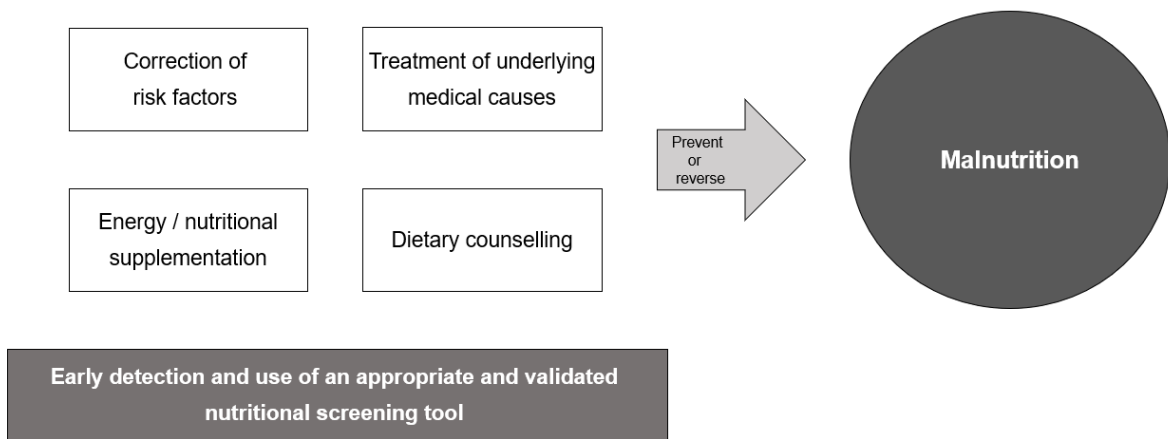 Correction of
risk factors
Treatment of underlying
medical causes
Energy / nutritional
supplementation
Dietary counselling
Prevent
or
reverse
Malnutrition
Early detection and use of an appropriate and validated
nutritional screening tool